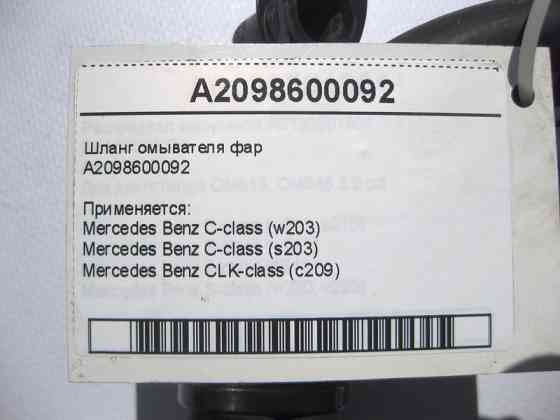 A2098600092
Шланг омывателя фар
A2098600092
Применяется:
Mercedes Benz C-class (w203)
Mercedes Benz C-class (s203)
Mercedes Benz CLK-class (c209)